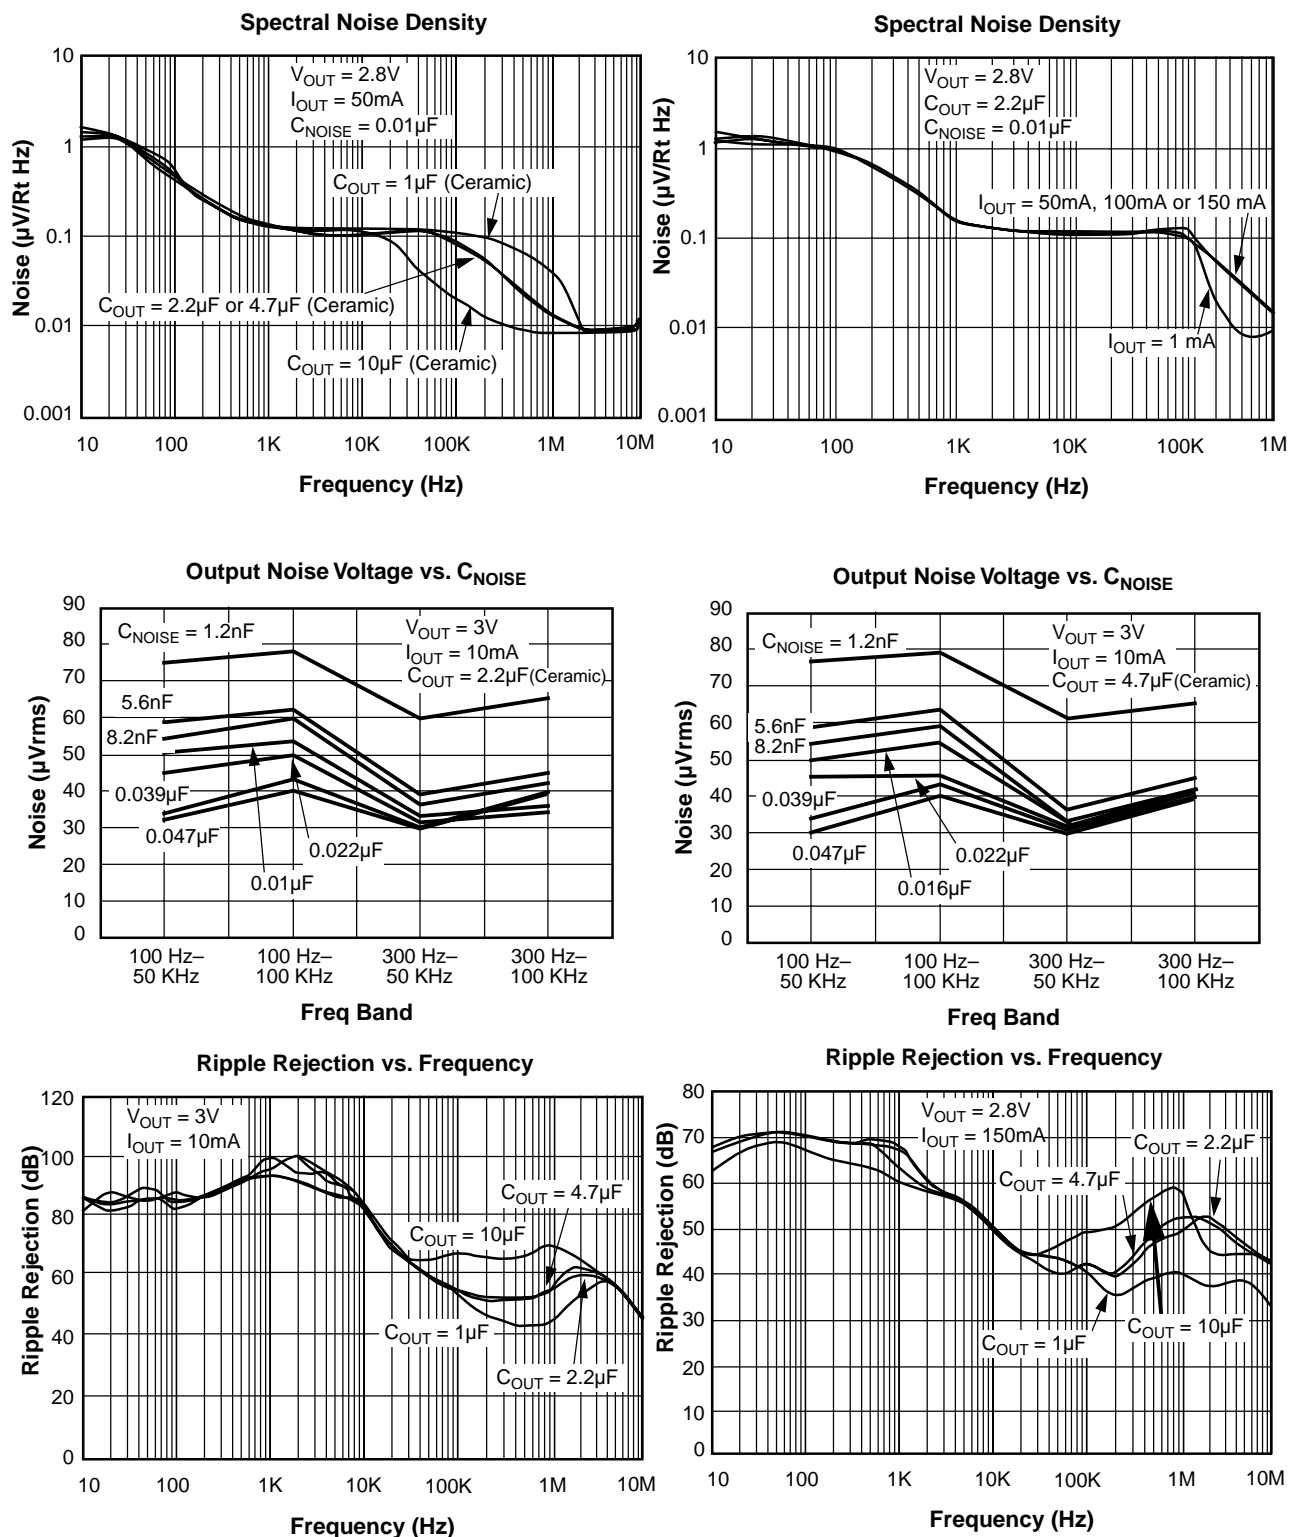 Spectral Noise Density
10
1
0.1
0.01
0.001
Noise (µV/Rt Hz)
VOUT = 2.8V
IOUT = 50mA
CNOISE = 0.01µF
COUT = 1µF (Ceramic)
COUT = 2.2µF or 4.7µF (Ceramic)
COUT = 10µF (Ceramic)
10 100 1K 10K 100K 1M 10M
Frequency (Hz)
Spectral Noise Density
10
1
0.1
0.01
0.001
Noise (µV/Rt Hz)
VOUT = 2.8V
COUT = 2.2µF
CNOISE = 0.01µF
IOUT = 50mA, 100mA or 150 mA
IOUT = 1 mA
10 100 1K 10K 100K 1M
Frequency (Hz)
Output Noise Voltage vs. CNOISE
90
80
70
60
50
40
30
20
10
0
Noise (µVrms)
CNOISE = 1.2nF
VOUT = 3V
IOUT = 10mA
COUT = 2.2µF(Ceramic)
5.6nF
8.2nF
0.039µF
0.047µF
0.022µF
0.01µF
100 Hz– 100 Hz– 300 Hz– 300 Hz–
50 KHz 100 KHz 50 KHz 100 KHz
Freq Band
Output Noise Voltage vs. CNOISE
90
80
70
60
50
40
30
20
10
0
Noise (µVrms)
CNOISE = 1.2nF
VOUT = 3V
IOUT = 10mA
COUT = 4.7µF(Ceramic)
5.6nF
8.2nF
0.039µF
0.047µF
0.022µF
0.016µF
100 Hz– 100 Hz– 300 Hz– 300 Hz–
50 KHz 100 KHz 50 KHz 100 KHz
Freq Band
Ripple Rejection vs. Frequency
120
100
80
60
40
20
0
Ripple Rejection (dB)
VOUT = 3V
IOUT = 10mA
COUT = 4.7µF
COUT = 10µF
COUT = 1µF
COUT = 2.2µF
10 100 1K 10K 100K 1M 10M
Frequency (Hz)
Ripple Rejection vs. Frequency
80
70
60
50
40
30
20
10
0
Ripple Rejection (dB)
VOUT = 2.8V
IOUT = 150mA
COUT = 2.2µF
COUT = 4.7µF
COUT = 10µF
COUT = 1µF
10 100 1K 10K 100K 1M 10M
Frequency (Hz)